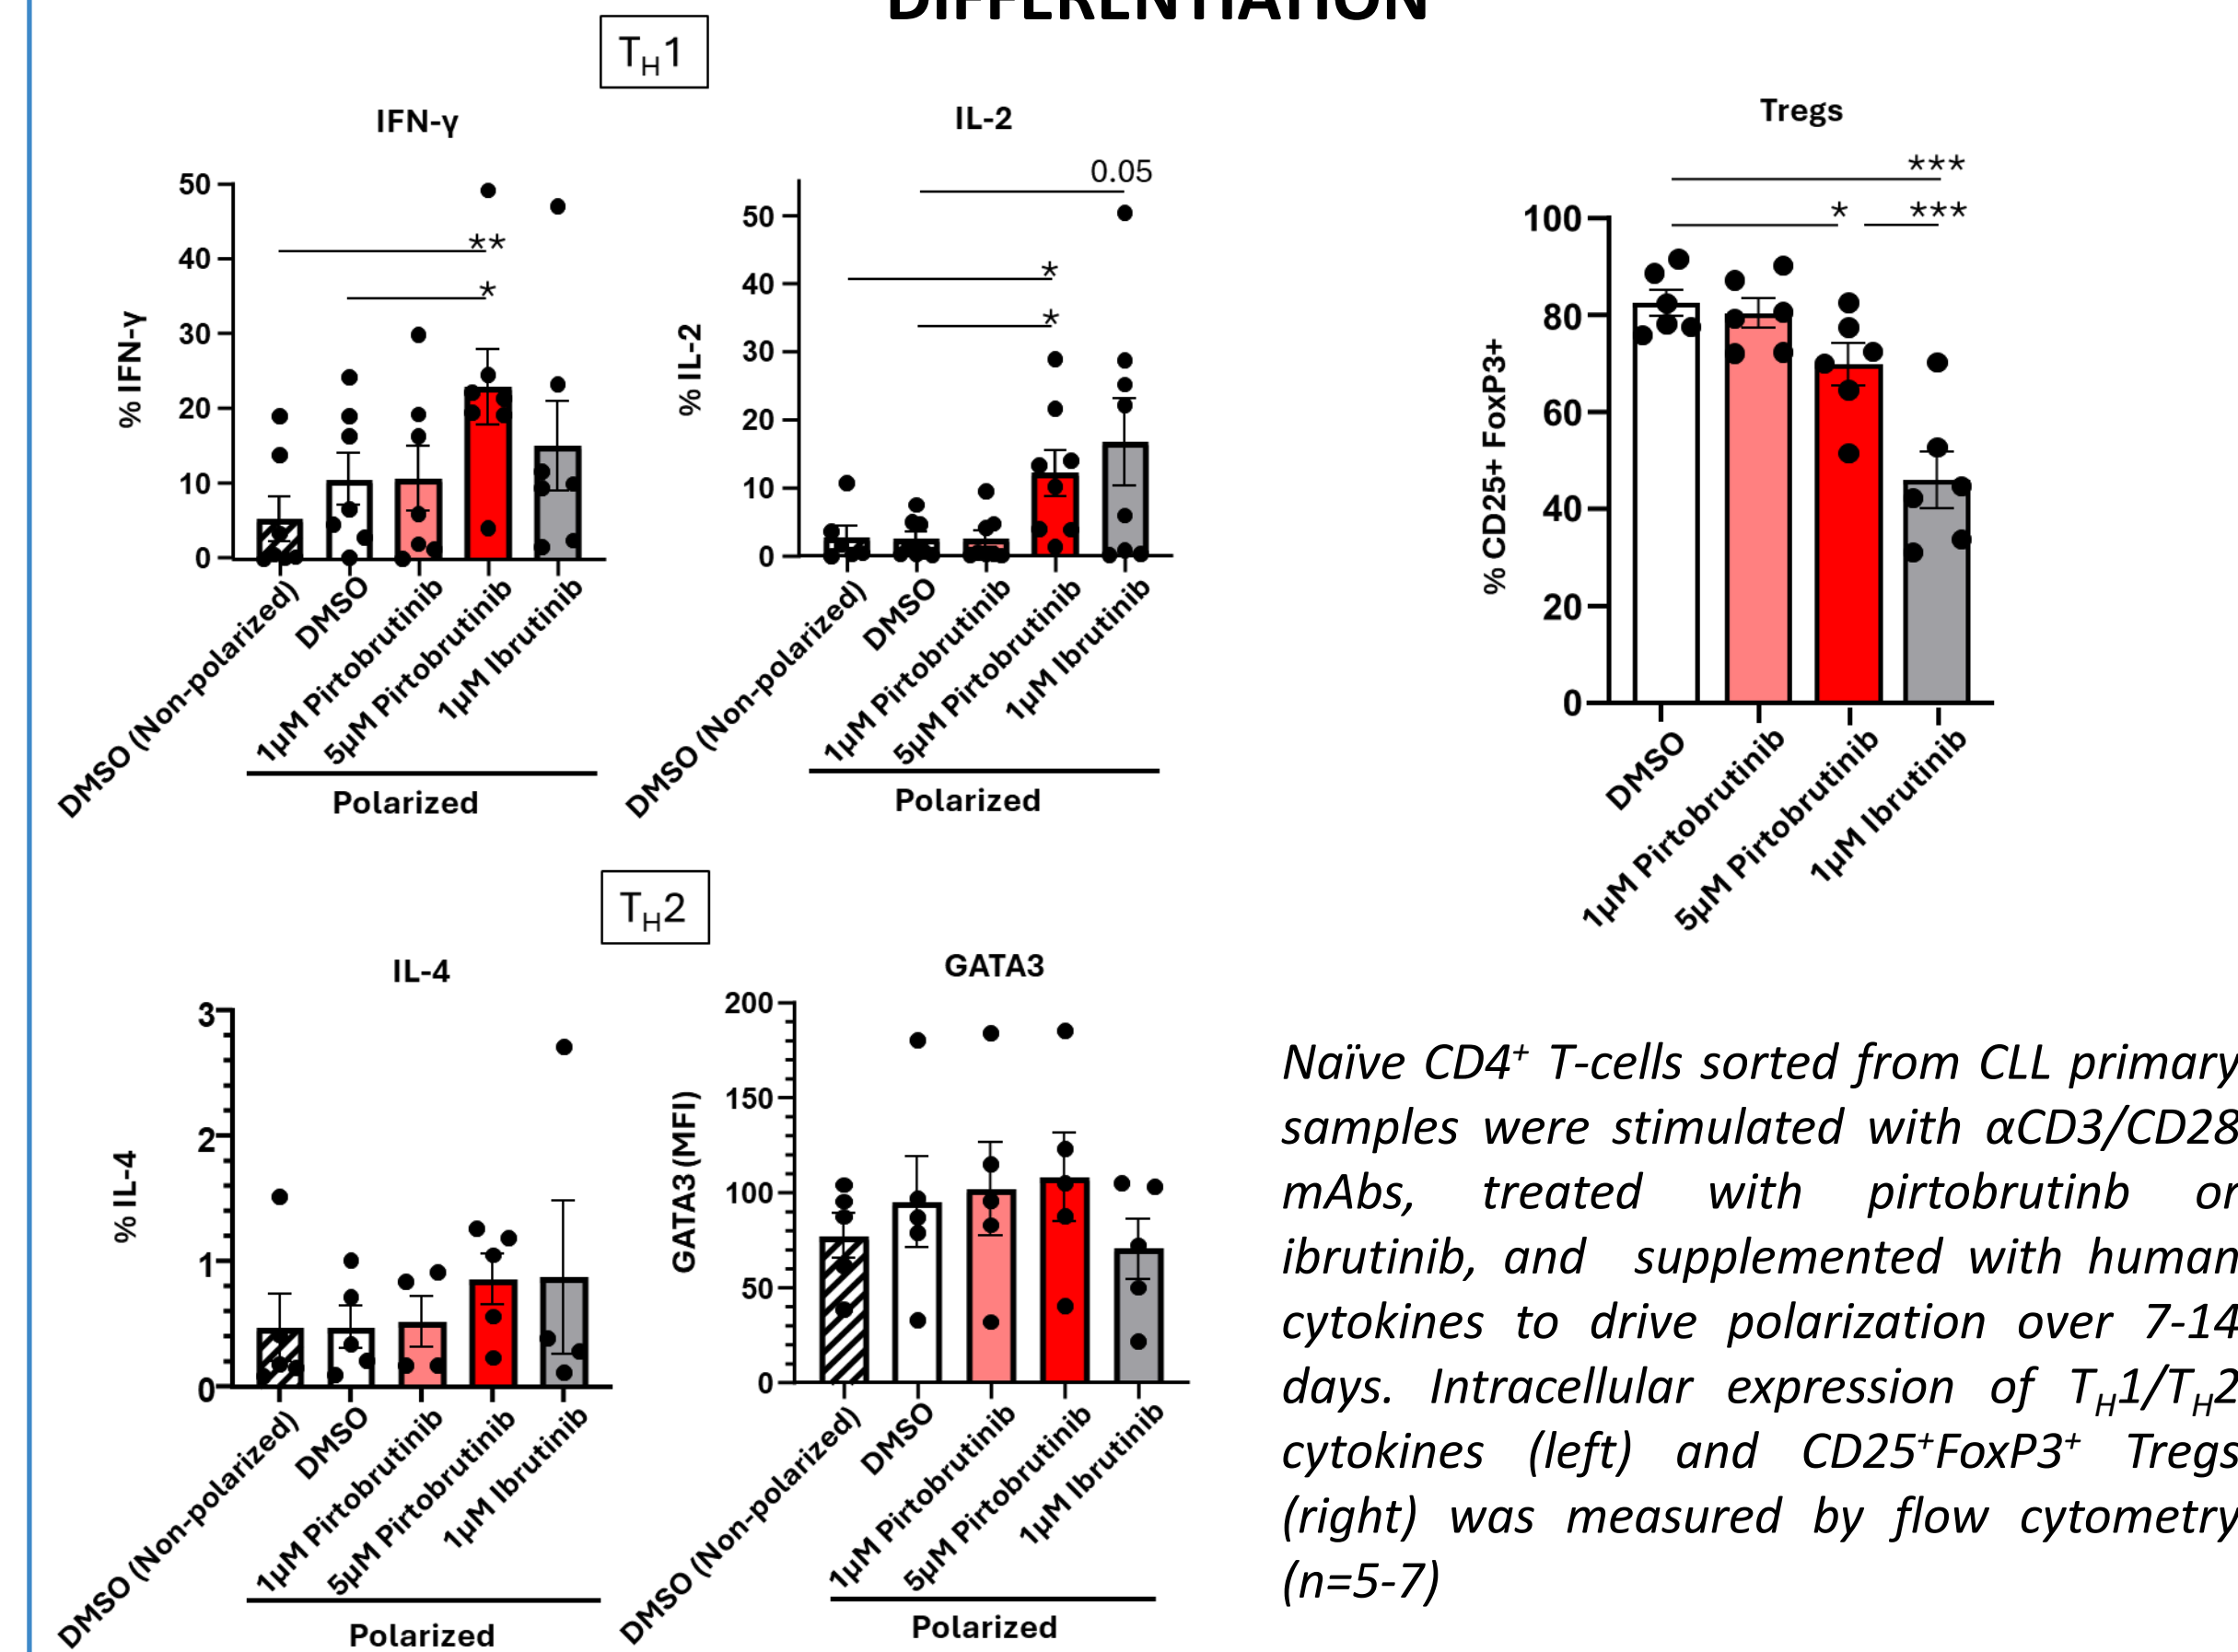 DIFFERENTIATION
TH1
IFN-γ
% IFN-γ
50
40
30
20
10
0
**
*
DMSO (Non-polarized)
DMSO
1µM Pirtobrutinib
5µM Pirtobrutinib
1µM Ibrutinib
Polarized
IL-2
% IL-2
50
40
30
20
10
0
0.05
*
*
DMSO (Non-polarized)
DMSO
1µM Pirtobrutinib
5µM Pirtobrutinib
1µM Ibrutinib
Polarized
Tregs
% CD25+ FoxP3+
100
80
60
40
20
0
***
*
***
DMSO
1µM Pirtobrutinib
5µM Pirtobrutinib
1µM Ibrutinib
TH2
IL-4
% IL-4
3
2
1
0
DMSO (Non-polarized)
DMSO
1µM Pirtobrutinib
5µM Pirtobrutinib
1µM Ibrutinib
Polarized
GATA3
GATA3 (MFI)
200
150
100
50
0
DMSO (Non-polarized)
DMSO
1µM Pirtobrutinib
5µM Pirtobrutinib
1µM Ibrutinib
Polarized
Naïve CD4+ T-cells sorted from CLL primary
samples were stimulated with αCD3/CD28
mAbs, treated with pirtobrutinb or
ibrutinib, and supplemented with human
cytokines to drive polarization over 7-14
days. Intracellular expression of TH1/TH2
cytokines (left) and CD25+FoxP3+ Tregs
(right) was measured by flow cytometry
(n=5-7)